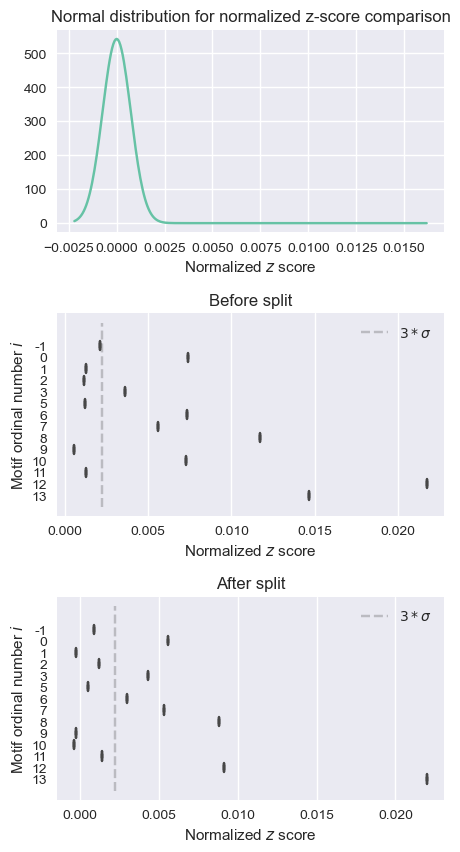 Normal distribution for normalized z-score comparison
500
400
300
200
100
0
−0.0025 0.0000 0.0025 0.0050 0.0075 0.0100 0.0125 0.0150
Normalized z score
Before split
3 * σ
Motif ordinal number i
-1
0
1
2
3
5
6
7
8
9
10
11
12
13
0.000 0.005 0.010 0.015 0.020
Normalized z score
After split
3 * σ
Motif ordinal number i
-1
0
1
2
3
5
6
7
8
9
10
11
12
13
0.000 0.005 0.010 0.015 0.020
Normalized z score